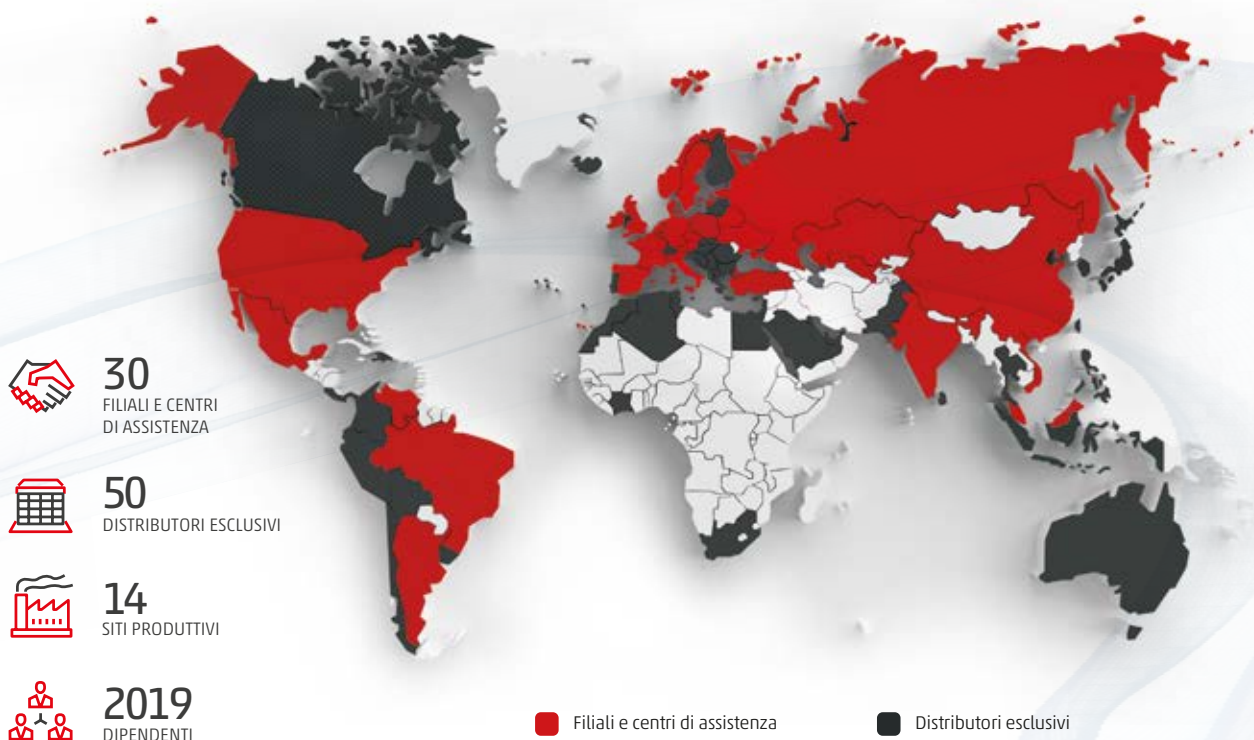 30
FILIALI E CENTRI
DI ASSISTENZA
50
DISTRIBUTORI ESCLUSIVI
14
SITI PRODUTTIVI
2019
DIPENDENTI
Filiali e centri di assistenza
Distributori esclusivi